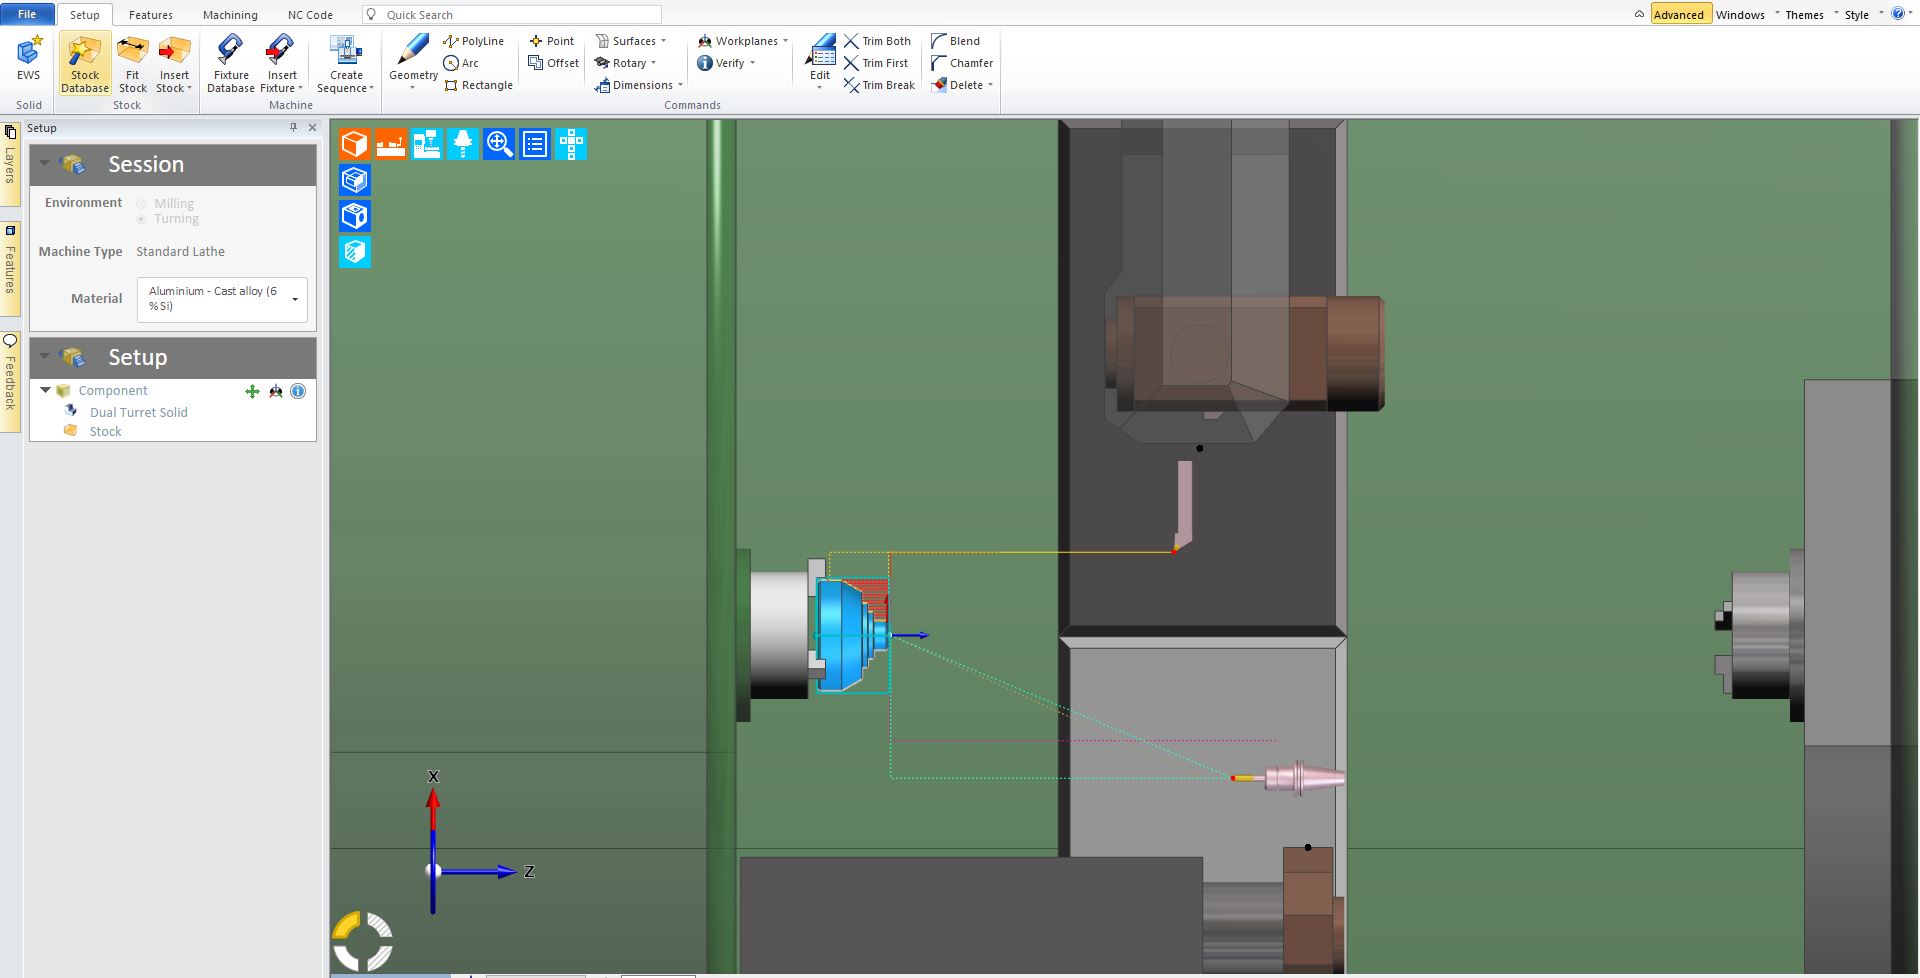 File
Setup
Features
Machining
NC Code
Quick Search
Advanced
Windows
Themes
Style
EWS
Stock
Database
Fit
Stock
Insert
Stock
Fixture
Database
Insert
Fixture
Create
Sequence
Geometry
PolyLine
Arc
Rectangle
Point
Offset
Surfaces
Rotary
Dimensions
Workplanes
Verify
Edit
Trim Both
Trim First
Trim Break
Blend
Chamfer
Delete
Solid
Stock
Machine
Commands
Layers
Features
Feedback
Setup
Session
Environment
Milling
Turning
Machine Type
Standard Lathe
Material
Aluminium - Cast alloy (6
%Si)
Setup
Component
Dual Turret Solid
Stock
X
Z